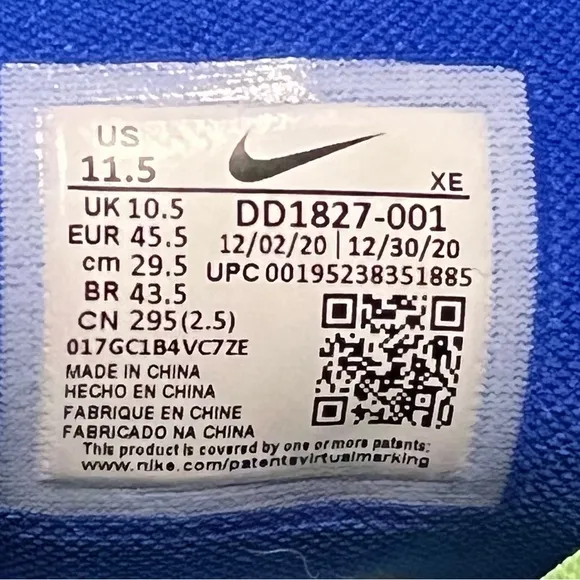 US
11.5
XE
UK 10.5
DD1827-001
EUR 45.5
12/02/20 | 12/30/20
cm 29.5
UPC 00195238351885
BR 43.5
CN 295(2.5)
017GC1B4VC7ZE
MADE IN CHINA
HECHO EN CHINA
FABRIQUE EN CHINE
FABRICADO NA CHINA
This product is covered by one or more patents:
www.nike.com/patentsvirtualmarking